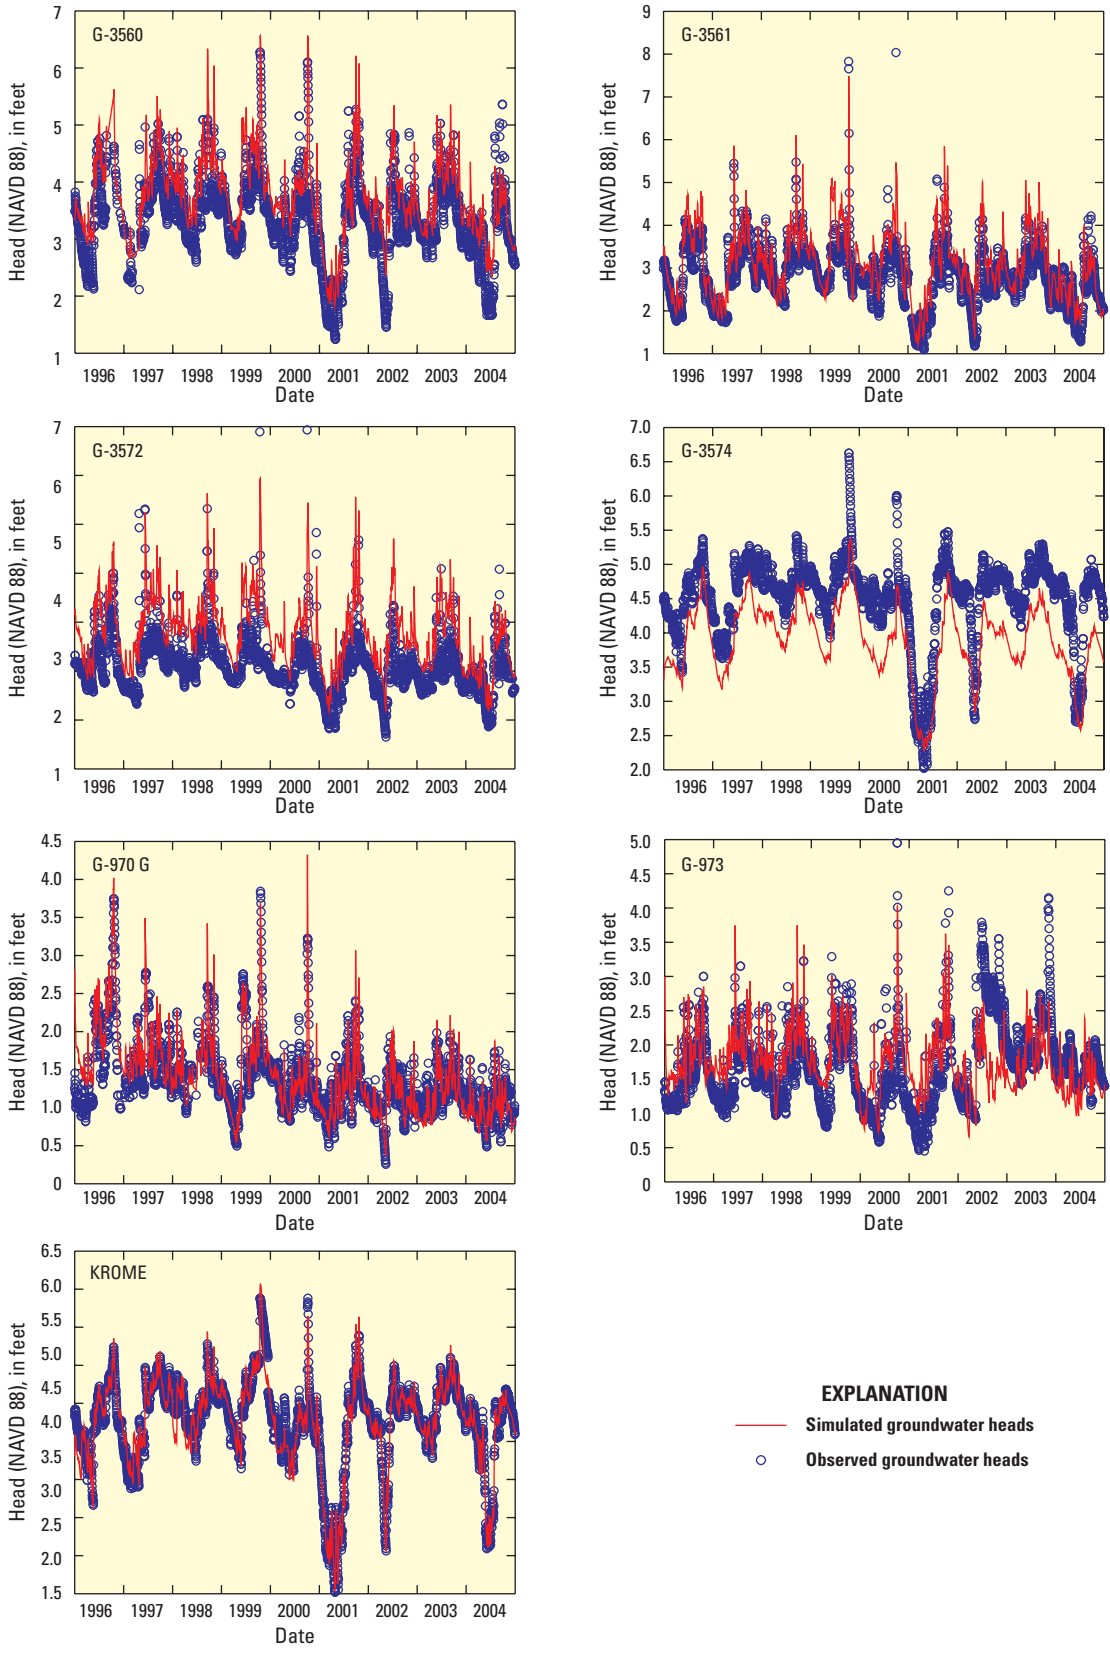 G-3560
Head (NAVD 88), in feet
7
6
5
4
3
2
1
1996 1997 1998 1999 2000 2001 2002 2003 2004
Date
G-3561
Head (NAVD 88), in feet
9
8
7
6
5
4
3
2
1
1996 1997 1998 1999 2000 2001 2002 2003 2004
Date
G-3572
Head (NAVD 88), in feet
7
6
5
4
3
2
1
1996 1997 1998 1999 2000 2001 2002 2003 2004
Date
G-3574
Head (NAVD 88), in feet
7.0
6.5
6.0
5.5
5.0
4.5
4.0
3.5
3.0
2.5
2.0
1996 1997 1998 1999 2000 2001 2002 2003 2004
Date
G-970 G
Head (NAVD 88), in feet
4.5
4.0
3.5
3.0
2.5
2.0
1.5
1.0
0.5
0
1996 1997 1998 1999 2000 2001 2002 2003 2004
Date
G-973
Head (NAVD 88), in feet
5.0
4.5
4.0
3.5
3.0
2.5
2.0
1.5
1.0
0.5
0
1996 1997 1998 1999 2000 2001 2002 2003 2004
Date
KROME
Head (NAVD 88), in feet
6.5
6.0
5.5
5.0
4.5
4.0
3.5
3.0
2.5
2.0
1.5
1996 1997 1998 1999 2000 2001 2002 2003 2004
Date
EXPLANATION
Simulated groundwater heads
Observed groundwater heads